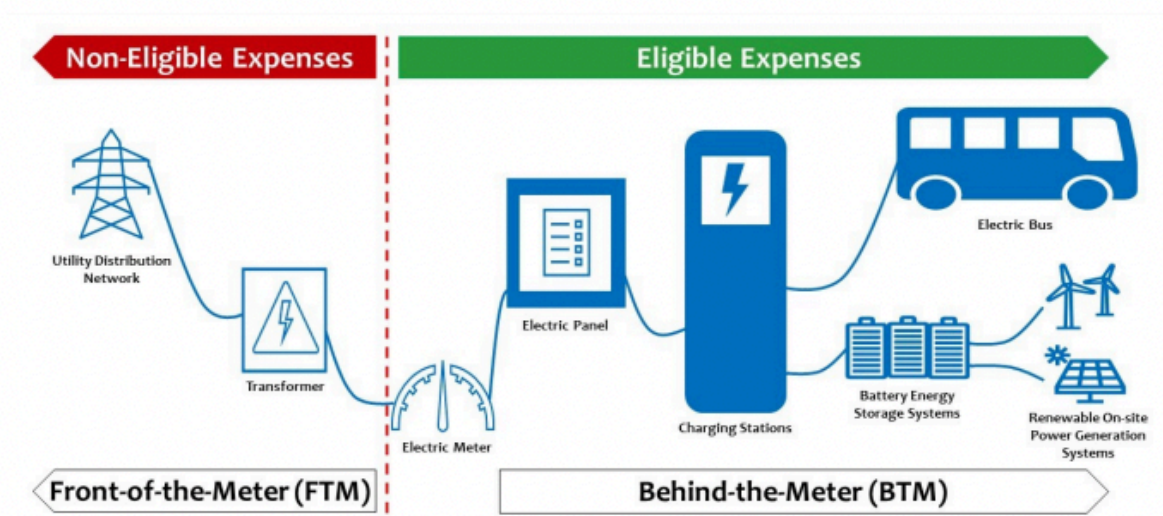 Non-Eligible Expenses
Eligible Expenses
Utility Distribution
Network
Transformer
Electric Meter
Electric Panel
Charging Stations
Electric Bus
Battery Energy
Storage Systems
Renewable On-site
Power Generation
Systems
Front-of-the-Meter (FTM)
Behind-the-Meter (BTM)